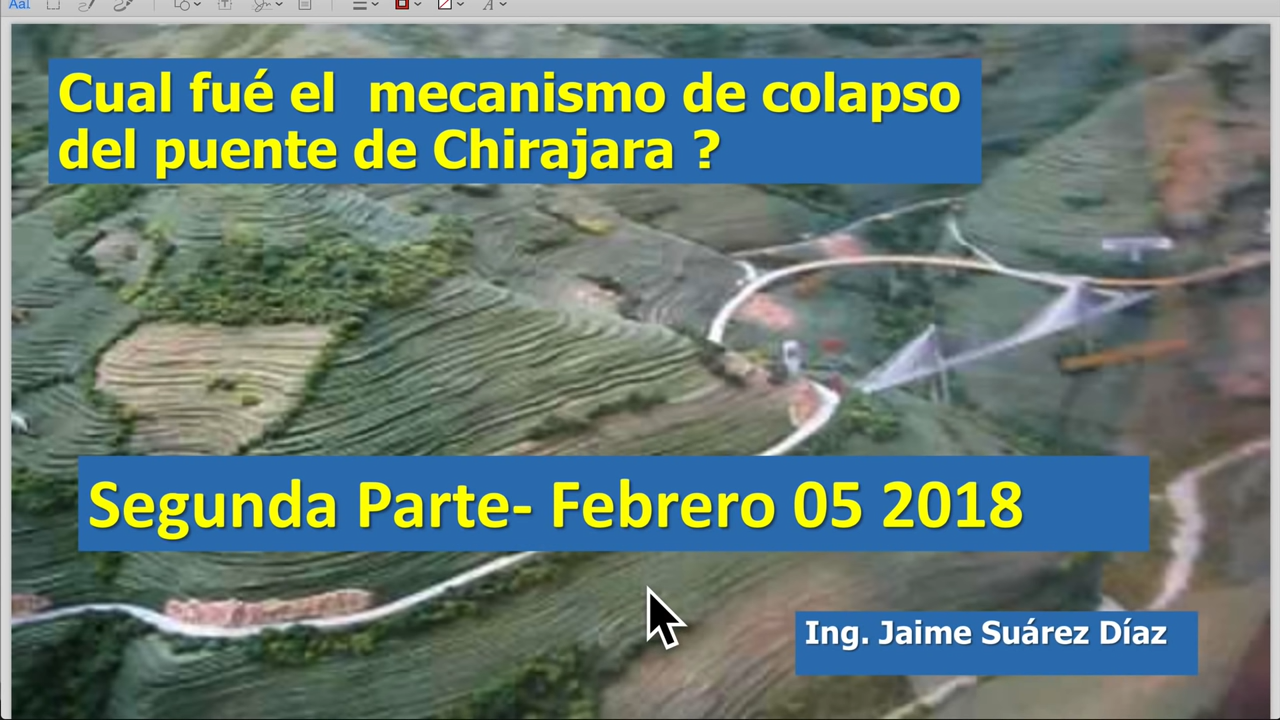 AaI
Cual fué el  mecanismo de colapso
del puente de Chirajara ?
Segunda Parte- Febrero 05 2018
Ing. Jaime Suárez Díaz